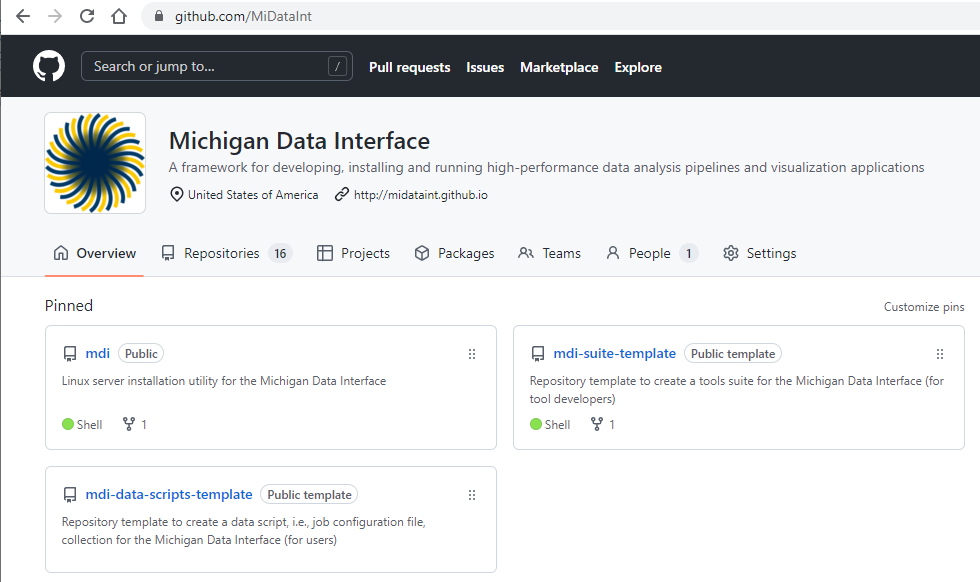 github.com/MiDataInt
Search or jump to...
/
Pull requests
Issues
Marketplace
Explore
Michigan Data Interface
A framework for developing, installing and running high-performance data analysis pipelines and visualization applications
United States of America
http://midataint.github.io
Overview
Repositories 16
Projects
Packages
Teams
People 1
Settings
Pinned
Customize pins
mdi Public
Linux server installation utility for the Michigan Data Interface
Shell 1
mdi-suite-template Public template
Repository template to create a tools suite for the Michigan Data Interface (for
tool developers)
Shell 1
mdi-data-scripts-template Public template
Repository template to create a data script, i.e., job configuration file,
collection for the Michigan Data Interface (for users)